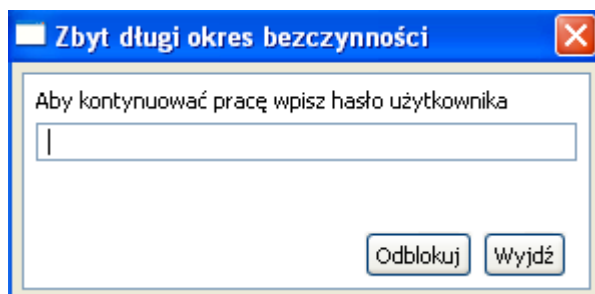 Zbyt długi okres bezczynności
Aby kontynuować pracę wpisz hasło użytkownika
Odblokuj Wyjdź